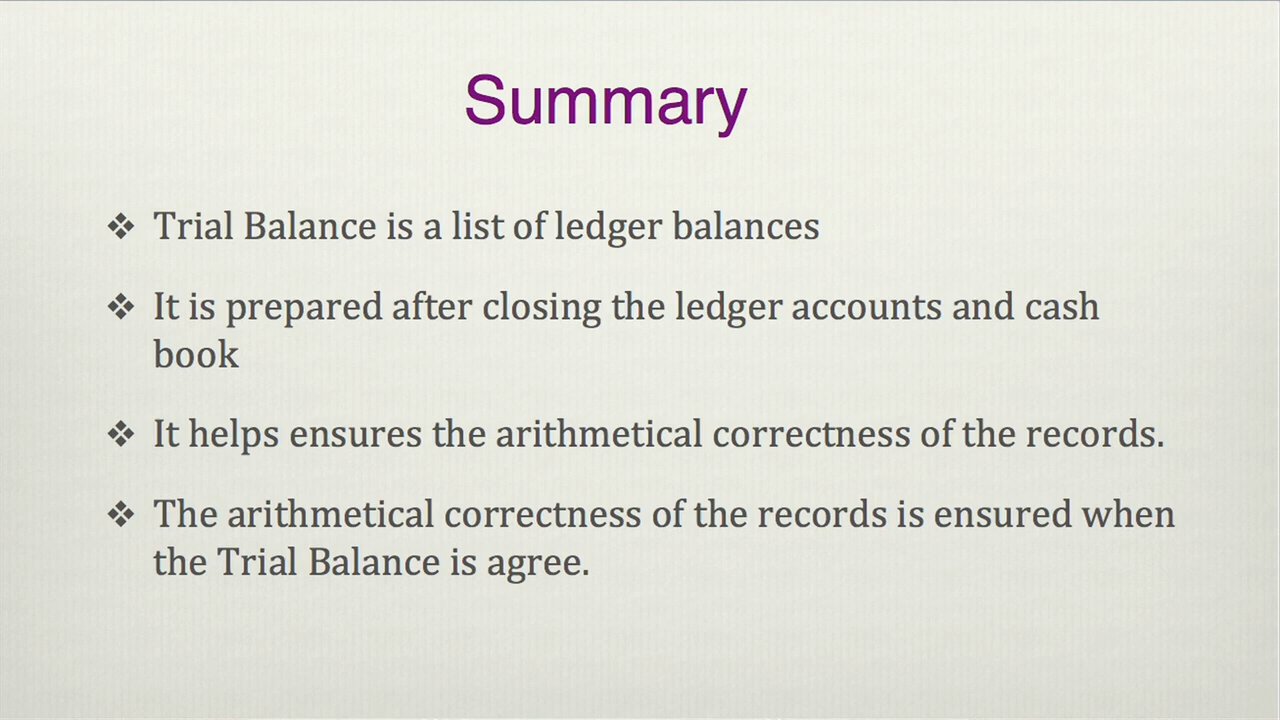 Summary
❖ Trial Balance is a list of ledger balances
❖ It is prepared after closing the ledger accounts and cash
book
❖ It helps ensures the arithmetical correctness of the records.
❖ The arithmetical correctness of the records is ensured when
the Trial Balance is agree.